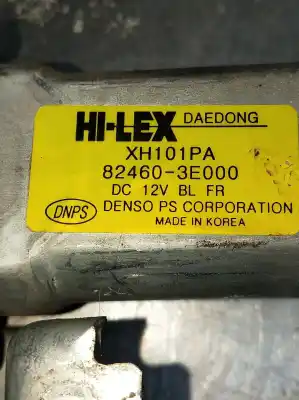 HI-LEX DAEDONG
XH101PA
82460-3E000
DC 12V BL FR
DNPS DENSO PS CORPORATION
MADE IN KOREA